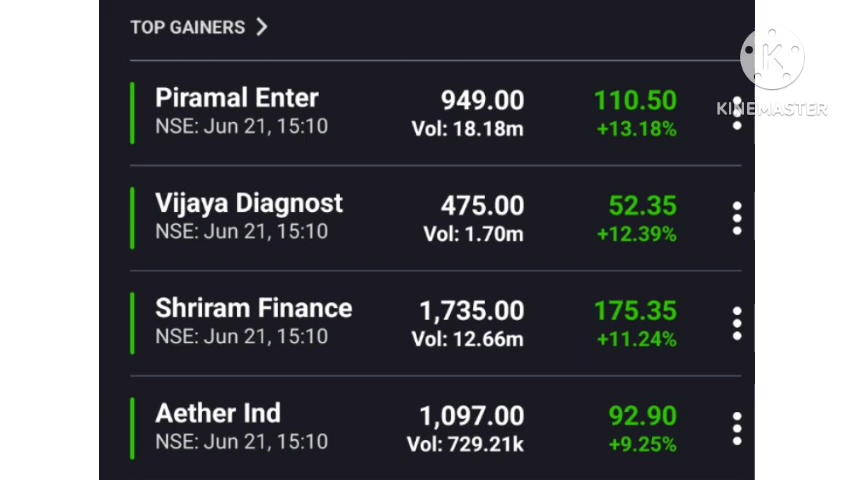 TOP GAINERS >
KINEMASTER
Piramal Enter 949.00 110.50
NSE: Jun 21, 15:10 Vol: 18.18m +13.18%
Vijaya Diagnost 475.00 52.35
NSE: Jun 21, 15:10 Vol: 1.70m +12.39%
Shriram Finance 1,735.00 175.35
NSE: Jun 21, 15:10 Vol: 12.66m +11.24%
Aether Ind 1,097.00 92.90
NSE: Jun 21, 15:10 Vol: 729.21k +9.25%